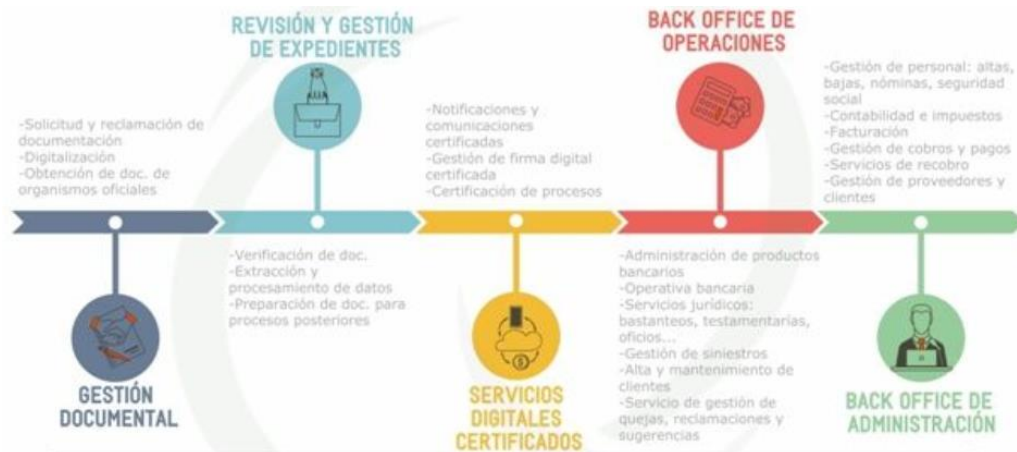 REVISIÓN Y GESTIÓN
DE EXPEDIENTES
BACK OFFICE DE
OPERACIONES
-Solicitud y reclamación de
documentación
-Digitalización
-Obtención de doc. de
organismos oficiales
-Notificaciones y
comunicaciones
certificadas
-Gestión de firma digital
certificada
-Certificación de procesos
-Gestión de personal: altas,
bajas, nóminas, seguridad
social
-Contabilidad e impuestos
-Facturación
-Gestión de cobros y pagos
-Servicios de recobro
-Gestión de proveedores y
clientes
-Verificación de doc.
-Extracción y
procesamiento de datos
-Preparación de doc. para
procesos posteriores
-Administración de productos
bancarios
-Operativa bancaria
-Servicios jurídicos:
bastanteos, testamentarías,
oficios...
-Gestión de siniestros
-Alta y mantenimiento de
clientes
-Servicio de gestión de
quejas, reclamaciones y
sugerencias
$
GESTIÓN
DOCUMENTAL
SERVICIOS
DIGITALES
CERTIFICADOS
BACK OFFICE DE
ADMINISTRACIÓN